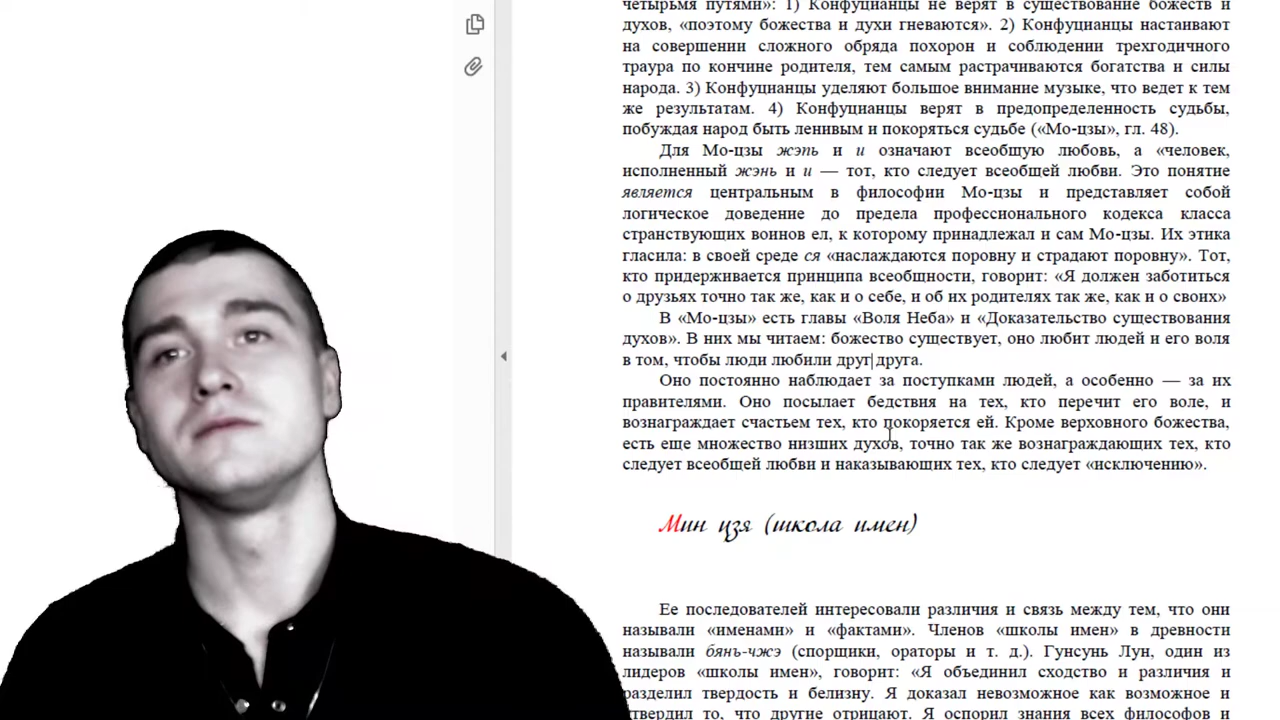 четырьмя путями»: 1) Конфуцианцы не верят в существование божеств и
духов, «поэтому божества и духи гневаются». 2) Конфуцианцы настаивают
на совершении сложного обряда похорон и соблюдении трехгодичного
траура по кончине родителя, тем самым растрачиваются богатства и силы
народа. 3) Конфуцианцы уделяют большое внимание музыке, что ведет к тем
же результатам. 4) Конфуцианцы верят в предопределенность судьбы,
побуждая народ быть ленивым и покоряться судьбе («Мо-цзы», гл. 48).
Для Мо-цзы жэпь и и означают всеобщую любовь, а «человек,
исполненный жэнь и и — тот, кто следует всеобщей любви. Это понятие
является центральным в философии Мо-цзы и представляет собой
логическое доведение до предела профессионального кодекса класса
странствующих воинов ел, к которому принадлежал и сам Мо-цзы. Их этика
гласила: в своей среде ся «наслаждаются поровну и страдают поровну». Тот,
кто придерживается принципа всеобщности, говорит: «Я должен заботиться
о друзьях точно так же, как и о себе, и об их родителях так же, как и о своих»
В «Мо-цзы» есть главы «Воля Неба» и «Доказательство существования
духов». В них мы читаем: божество существует, оно любит людей и его воля
в том, чтобы люди любили друг друга.
Оно постоянно наблюдает за поступками людей, а особенно — за их
правителями. Оно посылает бедствия на тех, кто перечит его воле, и
вознаграждает счастьем тех, кто покоряется ей. Кроме верховного божества,
есть еще множество низших духов, точно так же вознаграждающих тех, кто
следует всеобщей любви и наказывающих тех, кто следует «исключению».
Мин цзя (школа имен)
Ее последователей интересовали различия и связь между тем, что они
называли «именами» и «фактами». Членов «школы имен» в древности
называли бянь-чжэ (спорщики, ораторы и т. д.). Гунсунь Лун, один из
лидеров «школы имен», говорит: «Я объединил сходство и различия и
разделил твердость и белизну. Я доказал невозможное как возможное и
утвердил то, что другие отрицают. Я оспорил знания всех философов и